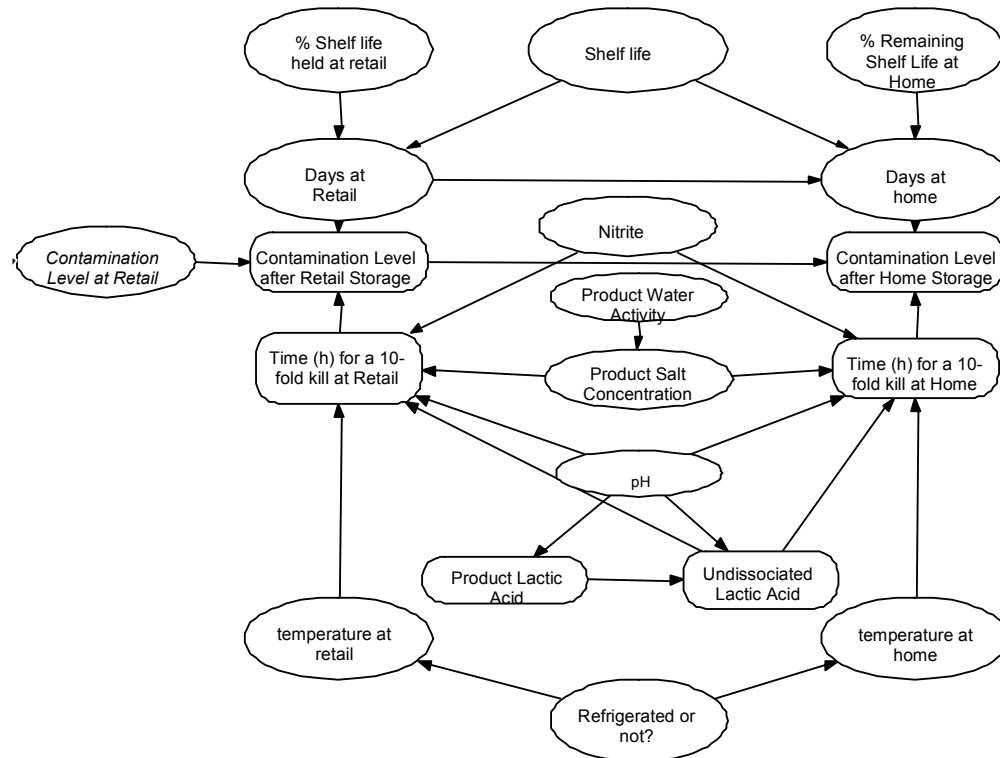 % Shelf life
held at retail
Shelf life
% Remaining
Shelf Life at
Home
Days at
Retail
Days at
home
Nitrite
Contamination
Level at Retail
Contamination Level
after Retail Storage
Contamination Level
after Home Storage
Product Water
Activity
Time (h) for a 10-
fold kill at Retail
Product Salt
Concentration
Time (h) for a 10-
fold kill at Home
pH
Product Lactic
Acid
Undissociated
Lactic Acid
temperature at
retail
temperature at
home
Refrigerated or
not?